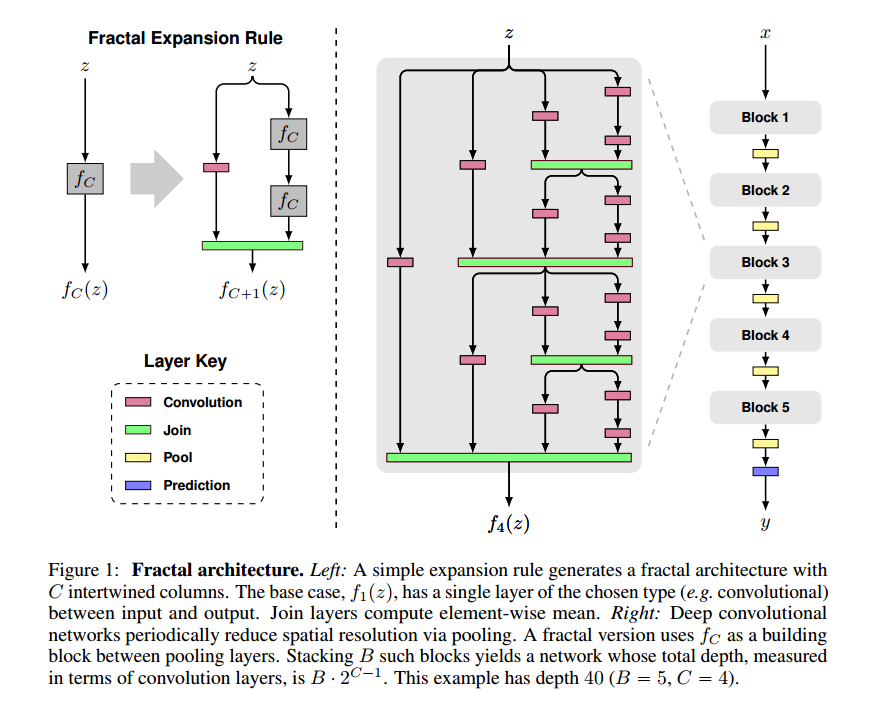 Fractal Expansion Rule
z
f_C
f_C(z)
z
f_C
f_C
f_{C+1}(z)
Layer Key
Convolution
Join
Pool
Prediction
z
f_4(z)
x
Block 1
Block 2
Block 3
Block 4
Block 5
y
Figure 1: Fractal architecture. Left: A simple expansion rule generates a fractal architecture with
C intertwined columns. The base case, f_1(z), has a single layer of the chosen type (e.g. convolutional)
between input and output. Join layers compute element-wise mean. Right: Deep convolutional
networks periodically reduce spatial resolution via pooling. A fractal version uses f_C as a building
block between pooling layers. Stacking B such blocks yields a network whose total depth, measured
in terms of convolution layers, is B · 2^{C−1}. This example has depth 40 (B = 5, C = 4).